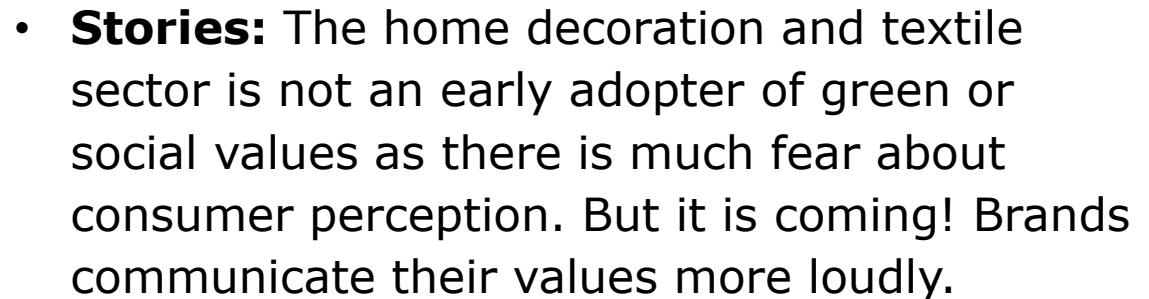 • Stories: The home decoration and textile
sector is not an early adopter of green or
social values as there is much fear about
consumer perception. But it is coming! Brands
communicate their values more loudly.